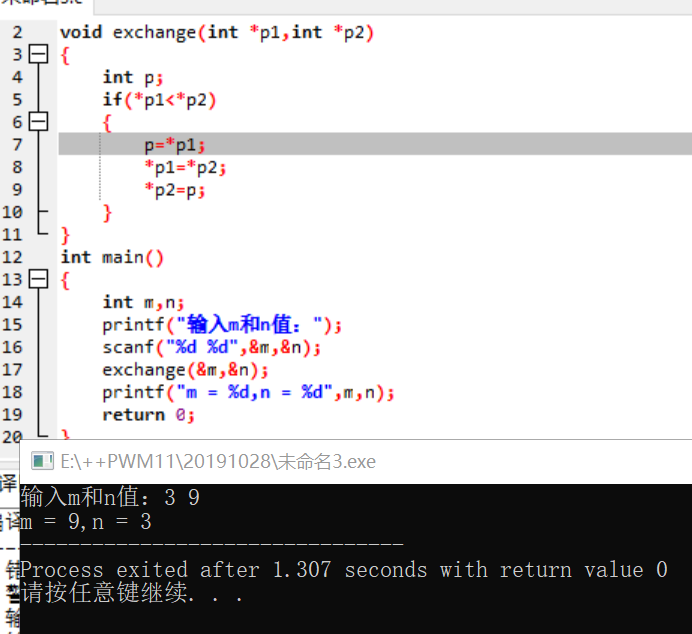 2 void exchange(int *p1,int *p2)
3 {
4 int p;
5 if(*p1<*p2)
6 {
7 p=*p1;
8 *p1=*p2;
9 *p2=p;
10 }
11 }
12 int main()
13 {
14 int m,n;
15 printf("输入m和n值：");
16 scanf("%d %d",&m,&n);
17 exchange(&m,&n);
18 printf("m = %d,n = %d",m,n);
19 return 0;
20 }
E:\++PWM11\20191028\未命名3.exe
输入m和n值：3 9
m = 9,n = 3
--------------------------------
Process exited after 1.307 seconds with return value 0
请按任意键继续. . .